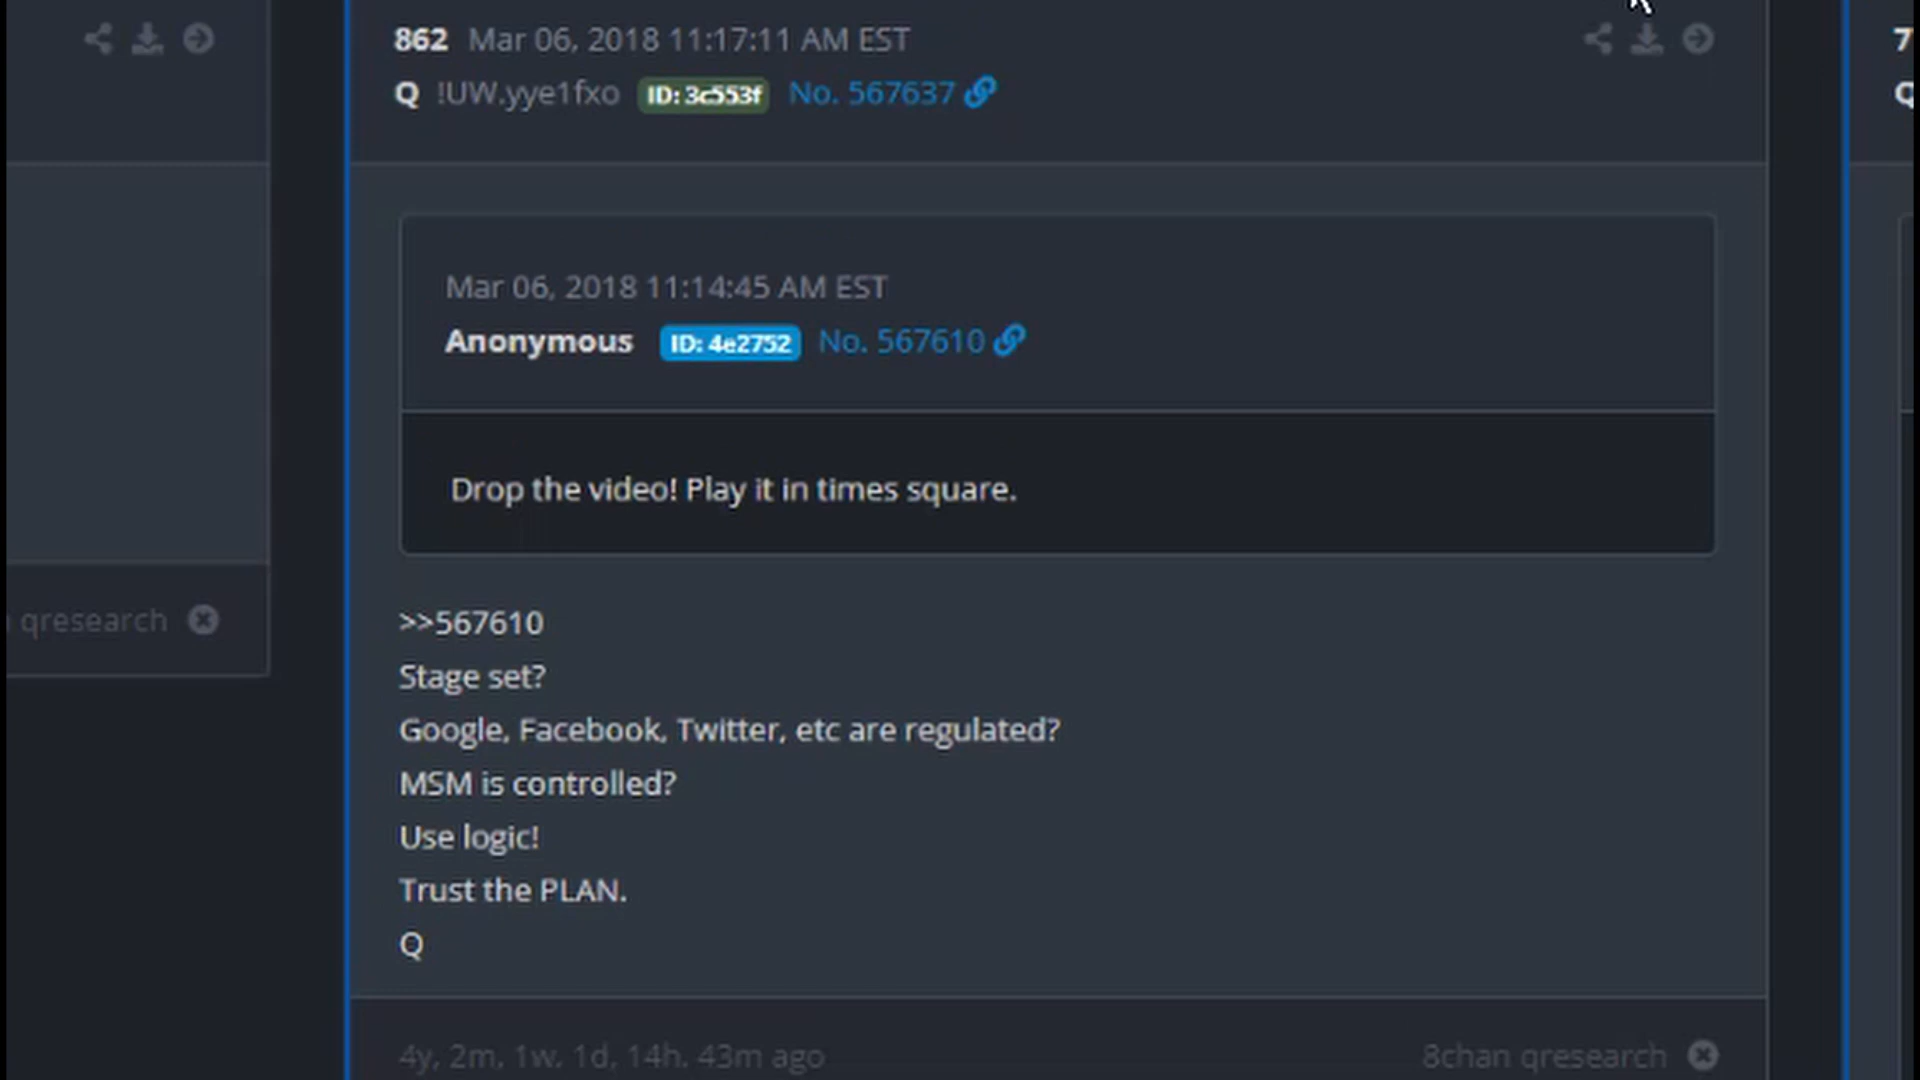 862 Mar 06, 2018 11:17:11 AM EST
Q !UW.yye1fxo ID: 3c553f No. 567637
Mar 06, 2018 11:14:45 AM EST
Anonymous ID: 4e2752 No. 567610
Drop the video! Play it in times square.
>>567610
Stage set?
Google, Facebook, Twitter, etc are regulated?
MSM is controlled?
Use logic!
Trust the PLAN.
Q
4y, 2m, 1w, 1d, 14h, 43m ago
8chan qresearch
qresearch
7
Q